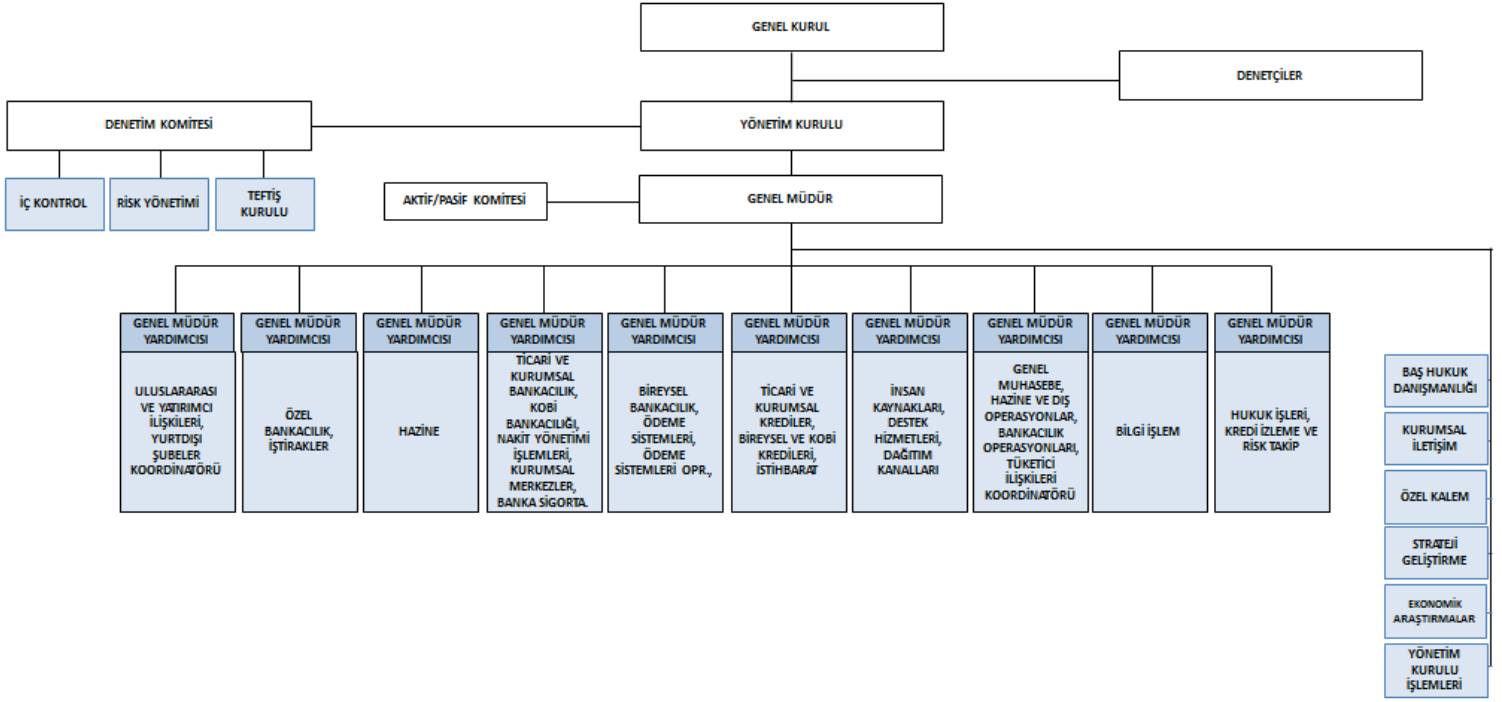 GENEL KURUL
DENETÇİLER
DENETİM KOMİTESİ
YÖNETİM KURULU
İÇ KONTROL
RİSK YÖNETİMİ
TEFTİŞ
KURULU
AKTİF/PASİF KOMİTESİ
GENEL MÜDÜR
GENEL MÜDÜR
YARDIMCISI
ULUSLARARASI
VE YATIRIMCI
İLİŞKİLERİ,
YURTDIŞI
ŞUBELER
KOORDİNATÖRÜ
GENEL MÜDÜR
YARDIMCISI
ÖZEL
BANKACILIK,
İŞTİRAKLER
GENEL MÜDÜR
YARDIMCISI
HAZİNE
GENEL MÜDÜR
YARDIMCISI
TİCARİ VE
KURUMSAL
BANKACILIK,
KOBİ
BANKACILIĞI,
NAKİT YÖNETİMİ
İŞLEMLERİ,
KURUMSAL
MERKEZLER,
BANKA SİGORTA.
GENEL MÜDÜR
YARDIMCISI
BİREYSEL
BANKACILIK,
ÖDEME
SİSTEMLERİ,
ÖDEME
SİSTEMLERİ OPR.,
GENEL MÜDÜR
YARDIMCISI
TİCARİ VE
KURUMSAL
KREDİLER,
BİREYSEL VE KOBİ
KREDİLERİ,
İSTİHBARAT
GENEL MÜDÜR
YARDIMCISI
İNSAN
KAYNAKLARI,
DESTEK
HİZMETLERİ,
DAĞITIM
KANALLARI
GENEL MÜDÜR
YARDIMCISI
GENEL
MUHASEBE,
HAZİNE VE DIŞ
OPERASYONLAR,
BANKACILIK
OPERASYONLARI,
TÜKETİCİ
İLİŞKİLERİ
KOORDİNATÖRÜ
GENEL MÜDÜR
YARDIMCISI
BİLGİ İŞLEM
GENEL MÜDÜR
YARDIMCISI
HUKUK İŞLERİ,
KREDİ İZLEME VE
RİSK TAKİP
BAŞ HUKUK
DANIŞMANLIĞI
KURUMSAL
İLETİŞİM
ÖZEL KALEM
STRATEJİ
GELİŞTİRME
EKONOMİK
ARAŞTIRMALAR
YÖNETİM
KURULU
İŞLEMLERİ